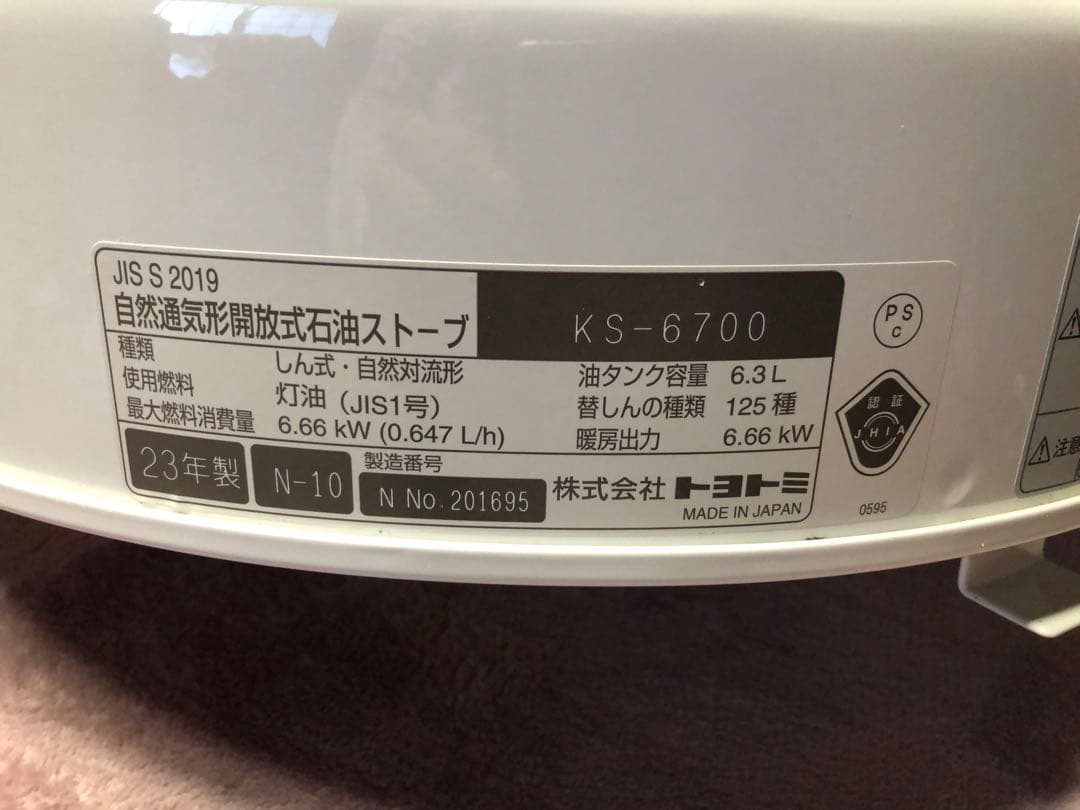 JIS S 2019
自然通気形開放式石油ストーブ
KS-6700
種類 しん式・自然対流形
使用燃料 灯油（JIS1号）
最大燃料消費量 6.66 kW (0.647 L/h)
油タンク容量 6.3 L
替しんの種類 125 種
暖房出力 6.66 kW
23年製
N-10
製造番号
N No. 201695
株式会社 トヨトミ
MADE IN JAPAN
PS
C
認証
JHIA
0595
注意